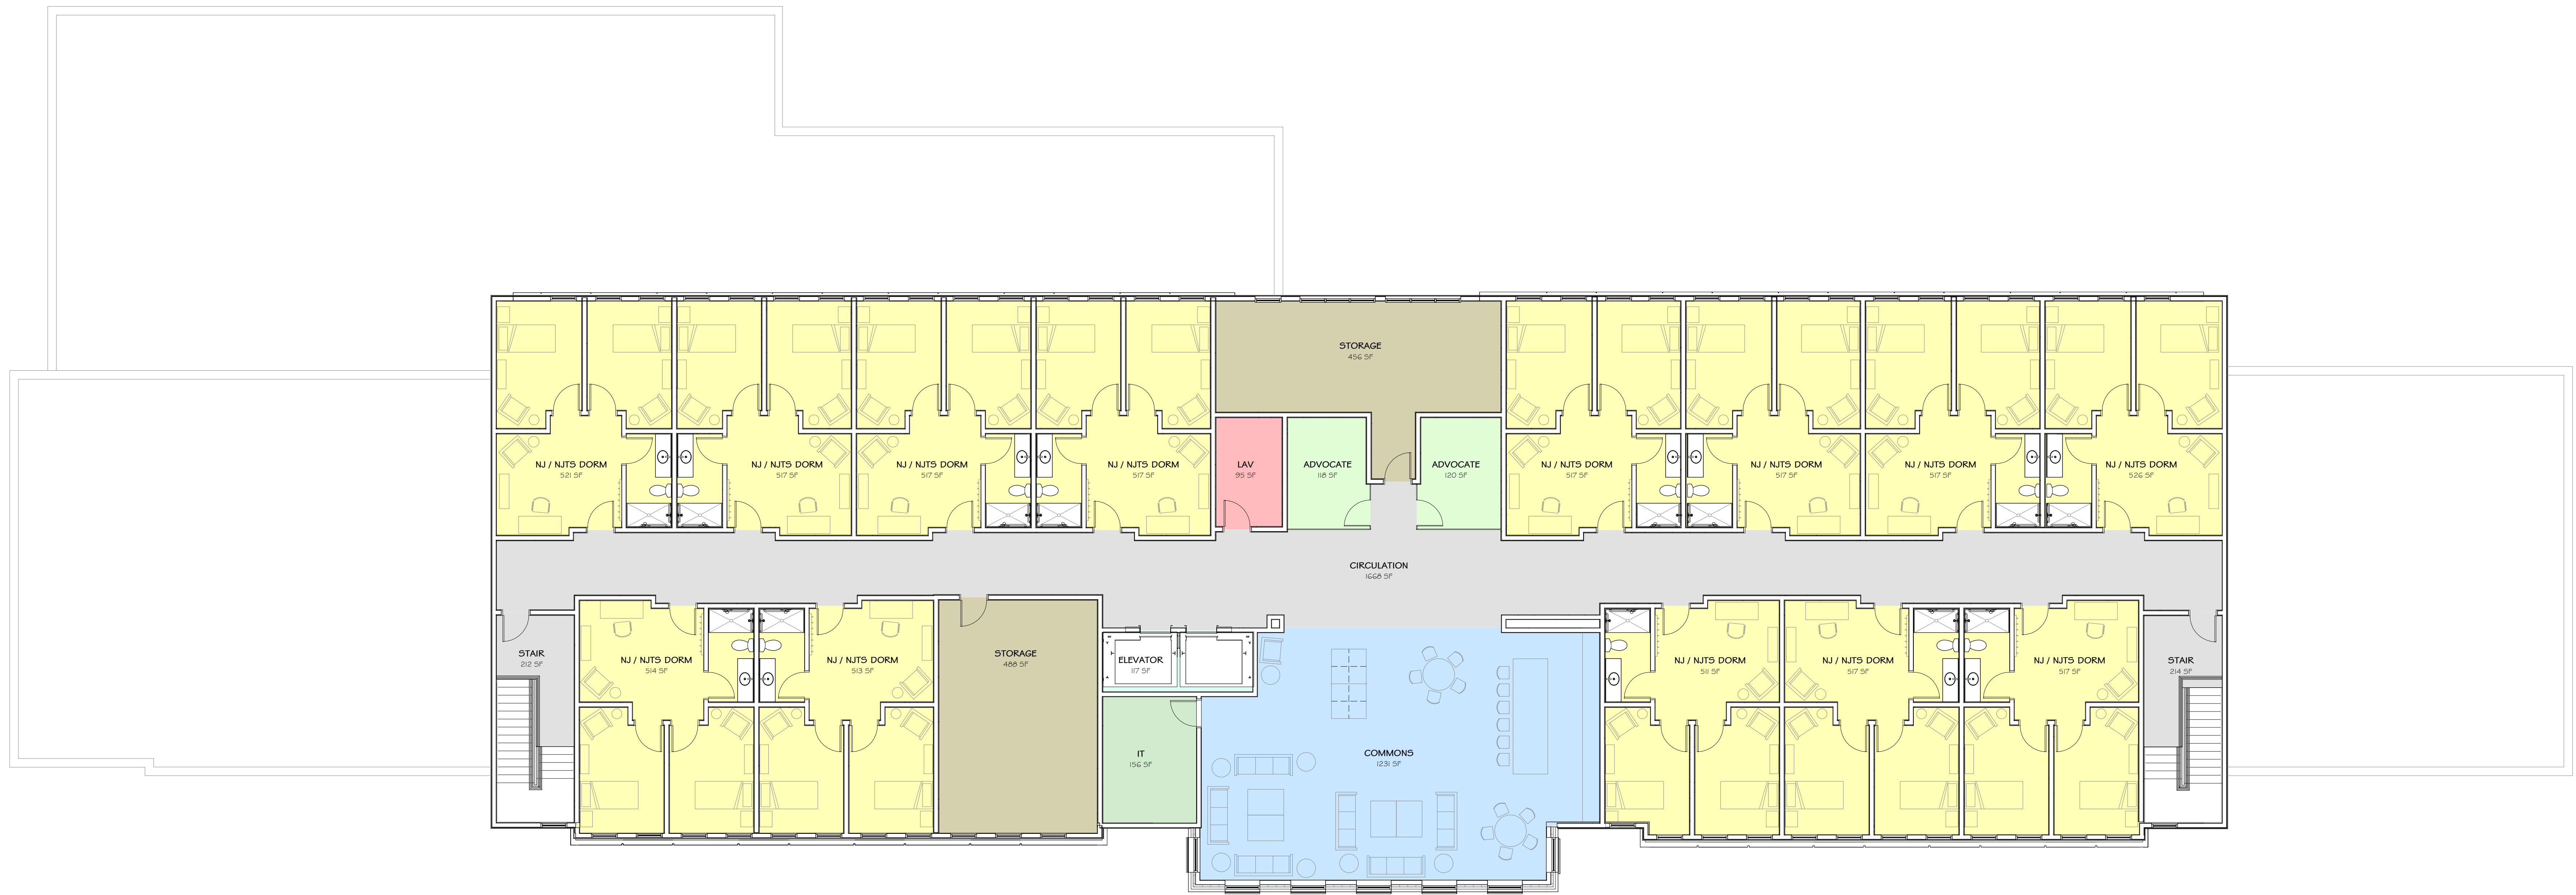 STORAGE
456 SF
NJ / NJTS DORM
521 SF
NJ / NJTS DORM
517 SF
NJ / NJTS DORM
517 SF
NJ / NJTS DORM
517 SF
LAV
95 SF
ADVOCATE
118 SF
ADVOCATE
120 SF
NJ / NJTS DORM
517 SF
NJ / NJTS DORM
517 SF
NJ / NJTS DORM
517 SF
NJ / NJTS DORM
526 SF
CIRCULATION
1668 SF
STAIR
212 SF
NJ / NJTS DORM
514 SF
NJ / NJTS DORM
513 SF
STORAGE
488 SF
ELEVATOR
117 SF
NJ / NJTS DORM
511 SF
NJ / NJTS DORM
517 SF
NJ / NJTS DORM
517 SF
STAIR
214 SF
IT
156 SF
COMMONS
1231 SF